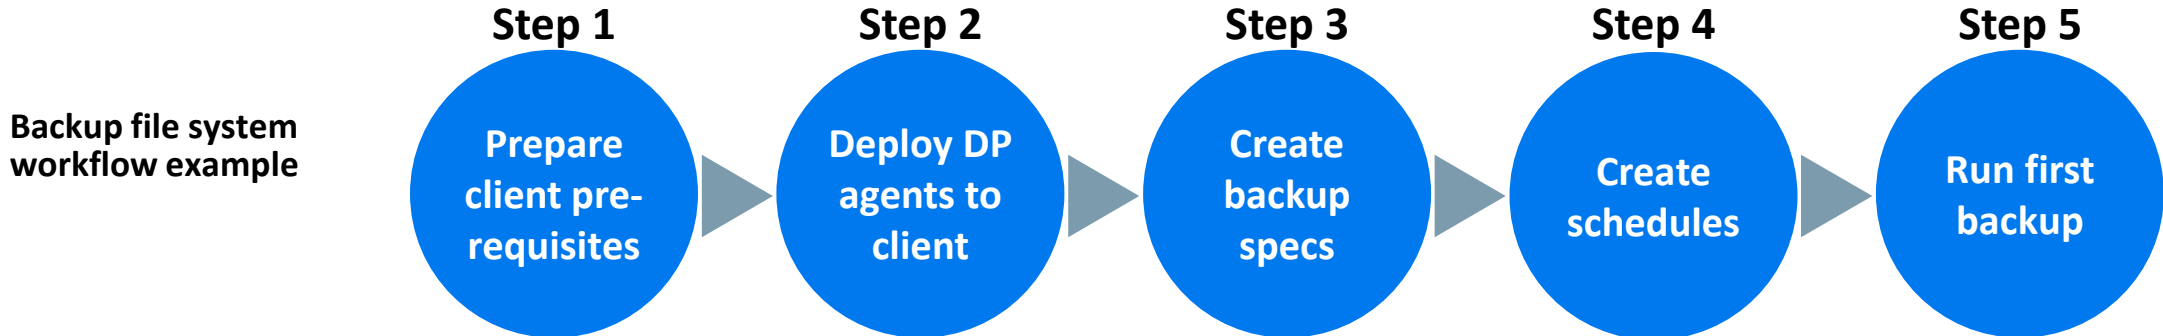 Backup file system
workflow example
Step 1
Prepare
client pre-
requisites
Step 2
Deploy DP
agents to
client
Step 3
Create
backup
specs
Step 4
Create
schedules
Step 5
Run first
backup